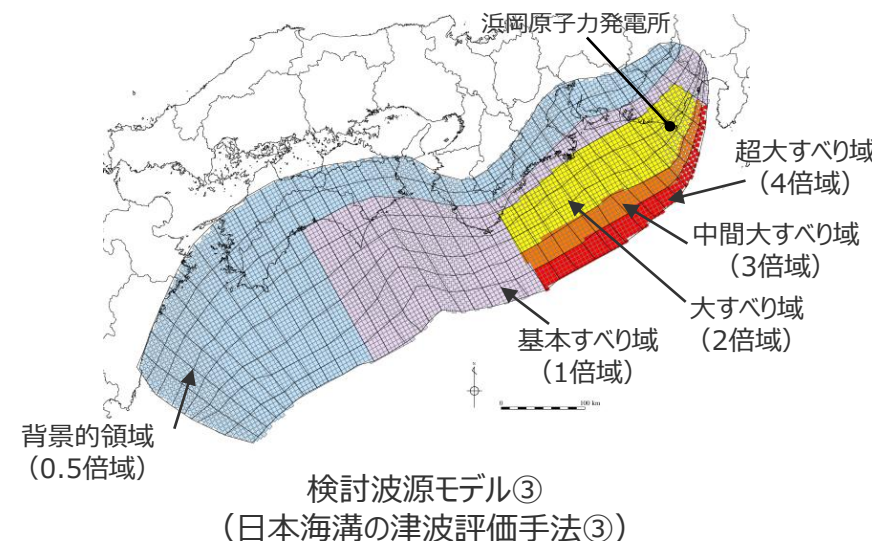 浜岡原子力発電所
超大すべり域
（4倍域）
中間大すべり域
（3倍域）
大すべり域
（2倍域）
基本すべり域
（1倍域）
0 100 km
背景的領域
（0.5倍域）
検討波源モデル③
（日本海溝の津波評価手法③）